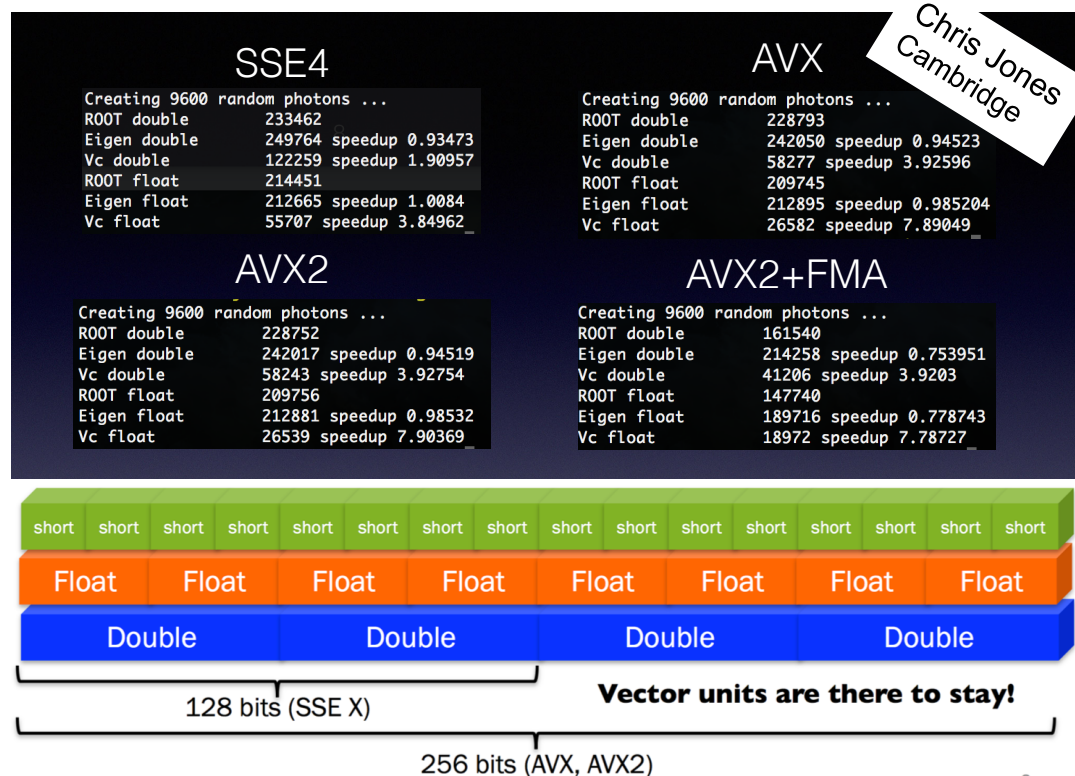 Chris Jones
Cambridge
SSE4
Creating 9600 random photons ...
ROOT double 233462
Eigen double 249764 speedup 0.93473
Vc double 122259 speedup 1.90957
ROOT float 214451
Eigen float 212665 speedup 1.0084
Vc float 55707 speedup 3.84962
AVX
Creating 9600 random photons ...
ROOT double 228793
Eigen double 242050 speedup 0.94523
Vc double 58277 speedup 3.92596
ROOT float 209745
Eigen float 212895 speedup 0.985204
Vc float 26582 speedup 7.89049
AVX2
Creating 9600 random photons ...
ROOT double 228752
Eigen double 242017 speedup 0.94519
Vc double 58243 speedup 3.92754
ROOT float 209756
Eigen float 212881 speedup 0.98532
Vc float 26539 speedup 7.90369
AVX2+FMA
Creating 9600 random photons ...
ROOT double 161540
Eigen double 214258 speedup 0.753951
Vc double 41206 speedup 3.9203
ROOT float 147740
Eigen float 189716 speedup 0.778743
Vc float 18972 speedup 7.78727
short short short short short short short short short short short short short short short short
Float Float Float Float Float Float Float Float
Double Double Double Double
128 bits (SSE X)
Vector units are there to stay!
256 bits (AVX, AVX2)